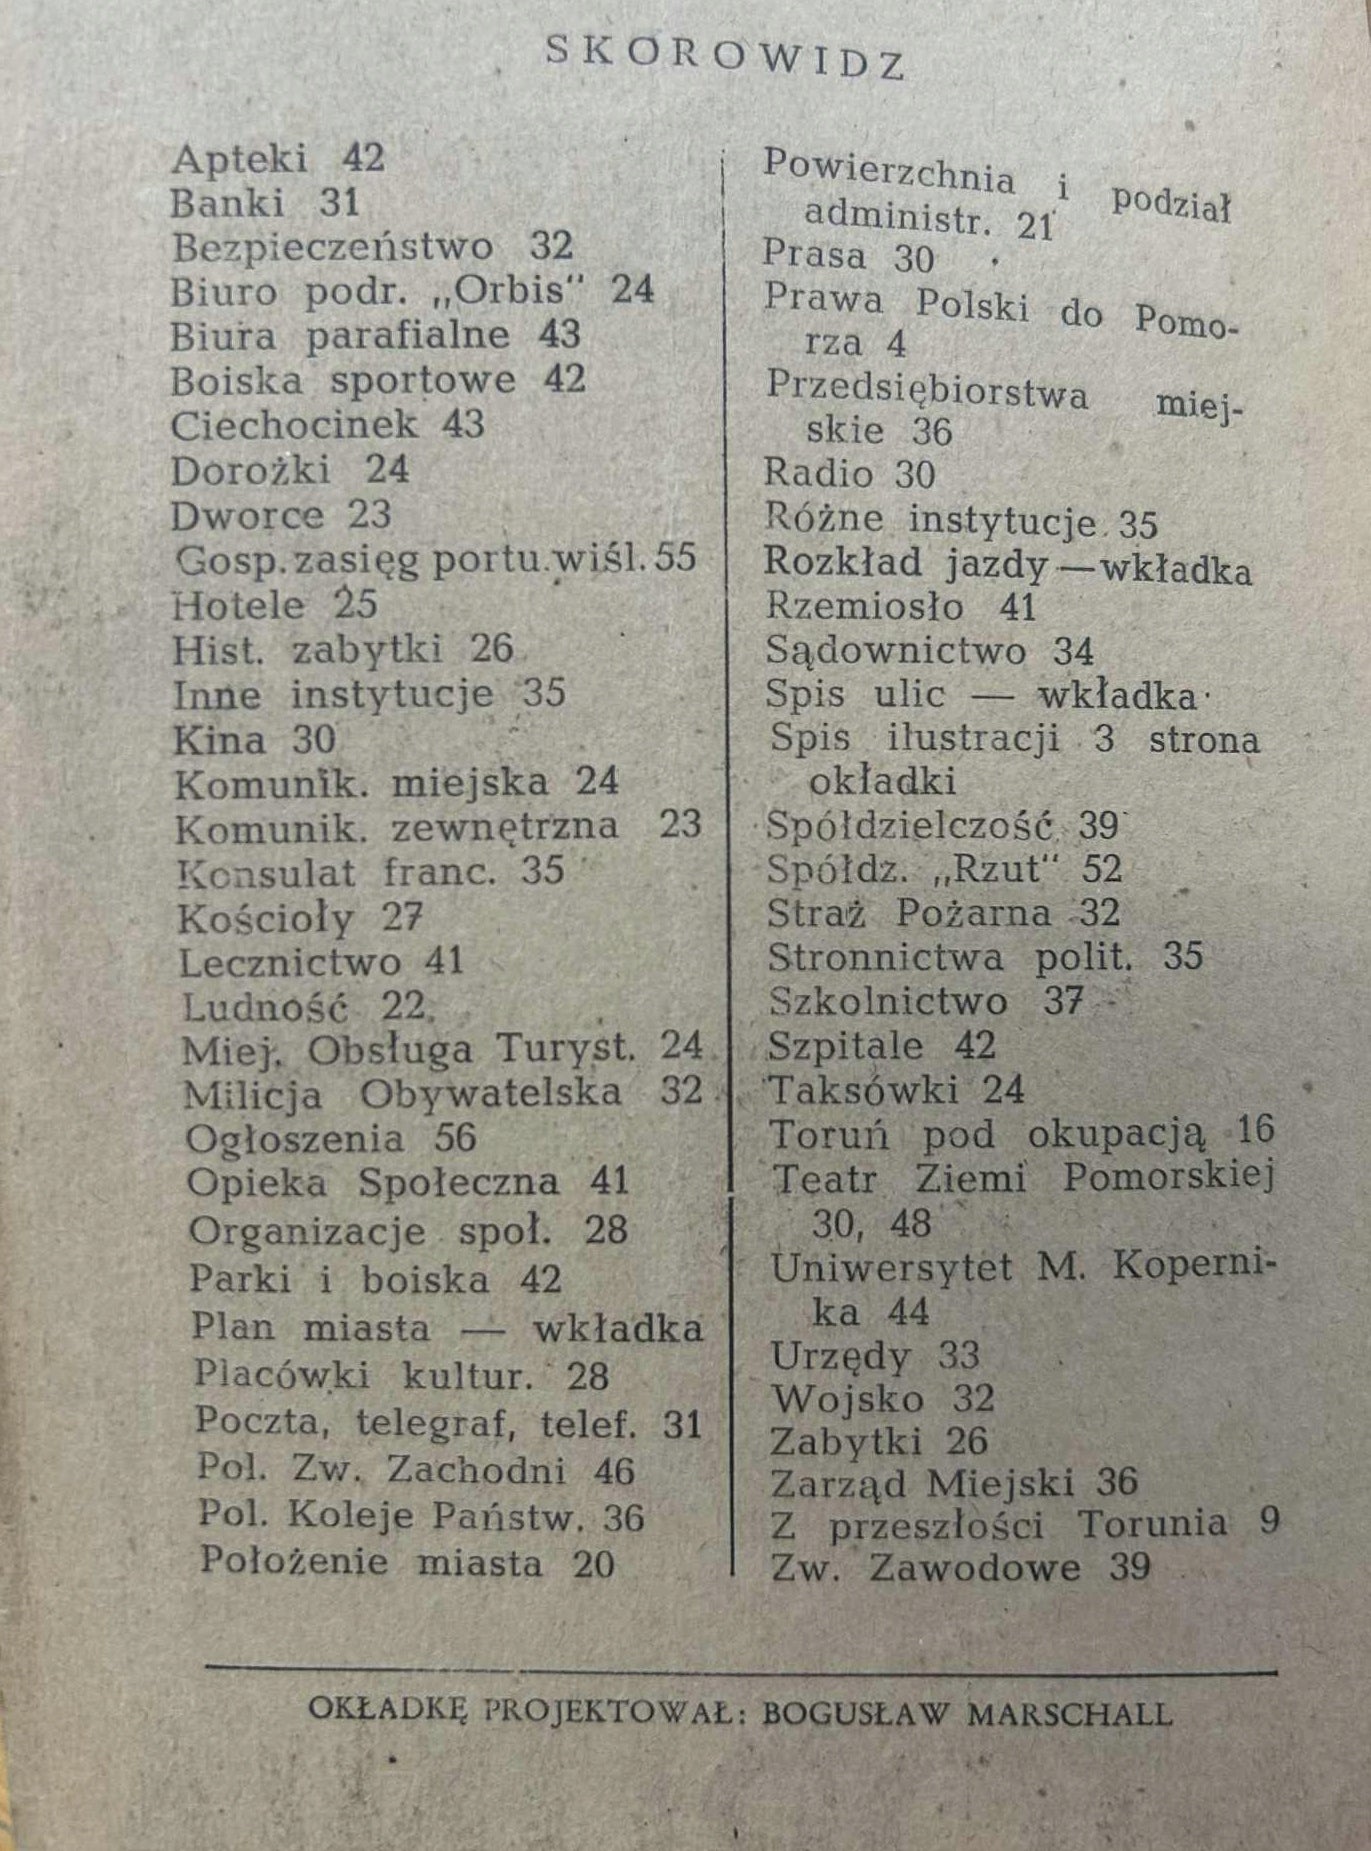 SKOROWIDZ
Apteki 42
Banki 31
Bezpieczeństwo 32
Biuro podr. „Orbis" 24
Biura parafialne 43
Boiska sportowe 42
Ciechocinek 43
Dorożki 24
Dworce 23
Gosp. zasięg portu wiśl. 55
Hotele 25
Hist. zabytki 26
Inne instytucje 35
Kina 30
Komunik. miejska 24
Komunik. zewnętrzna 23
Konsulat franc. 35
Kościoły 27
Lecznictwo 41
Ludność 22
Miej. Obsługa Turyst. 24
Milicja Obywatelska 32
Ogłoszenia 56
Opieka Społeczna 41
Organizacje społ. 28
Parki i boiska 42
Plan miasta — wkładka
Placówki kultur. 28
Poczta, telegraf, telef. 31
Pol. Zw. Zachodni 46
Pol. Koleje Państw. 36
Położenie miasta 20
Powierzchnia i podział
administr. 21
Prasa 30
Prawa Polski do Pomo-
rza 4
Przedsiębiorstwa miej-
skie 36
Radio 30
Różne instytucje 35
Rozkład jazdy — wkładka
Rzemiosło 41
Sądownictwo 34
Spis ulic — wkładka
Spis ilustracji 3 strona
okładki
Spółdzielczość 39
Spółdz. „Rzut" 52
Straż Pożarna 32
Stronnictwa polit. 35
Szkolnictwo 37
Szpitale 42
Taksówki 24
Toruń pod okupacją 16
Teatr Ziemi Pomorskiej
30, 48
Uniwersytet M. Koperni-
ka 44
Urzędy 33
Wojsko 32
Zabytki 26
Zarząd Miejski 36
Z przeszłości Torunia 9
Zw. Zawodowe 39
OKŁADKĘ PROJEKTOWAŁ: BOGUSŁAW MARSCHALL